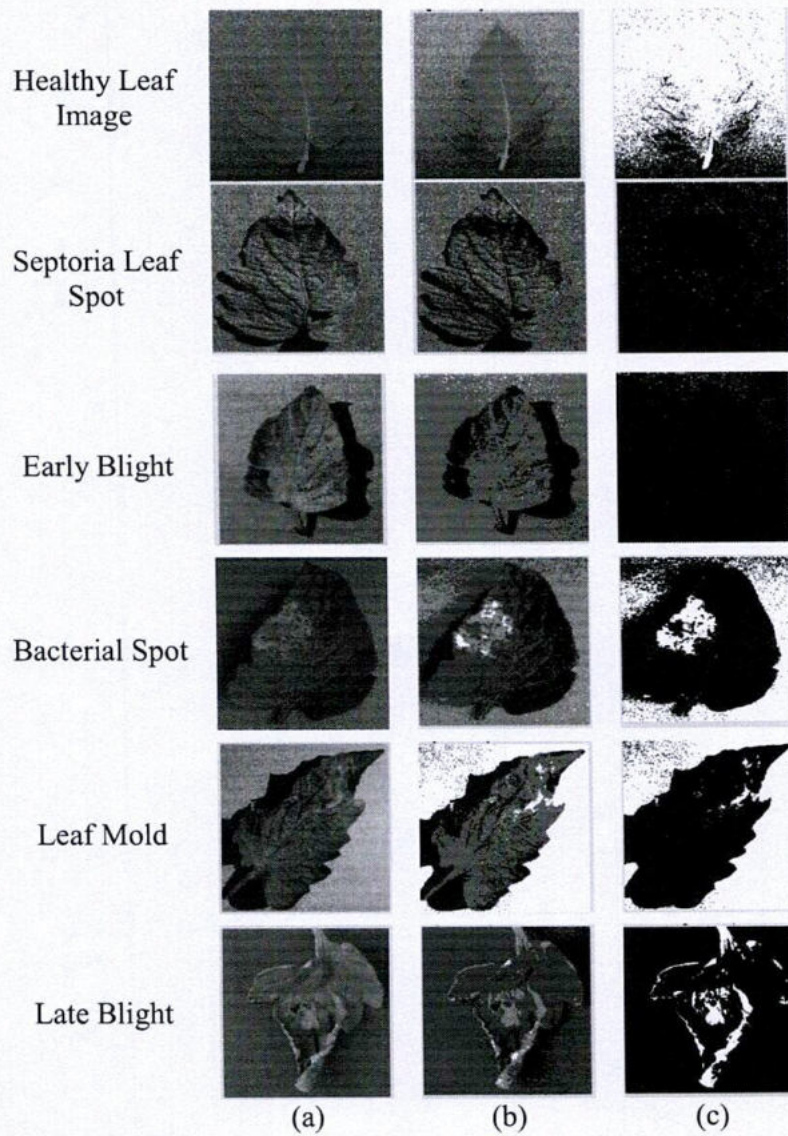 Healthy Leaf
Image
Septoria Leaf
Spot
Early Blight
Bacterial Spot
Leaf Mold
Late Blight
(a) (b) (c)